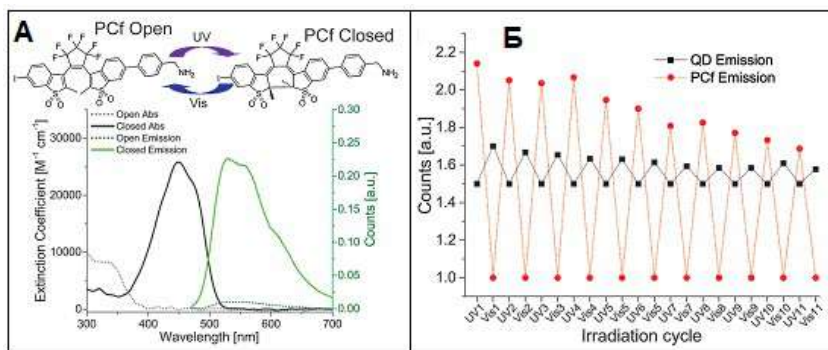 А
PCf Open
UV
PCf Closed
Vis
F F F F F F
I
S
O O
NH₂
F F F F F F
I
S
O O
NH₂
Open Abs
Closed Abs
Open Emission
Closed Emission
Extinction Coefficient [M⁻¹ cm⁻¹]
30000
20000
10000
0
0.30
0.25
0.20
0.15
0.10
0.05
0.00
Counts [a.u.]
300 400 500 600 700
Wavelength [nm]
Б
QD Emission
PCf Emission
Counts [a.u.]
2.2
2.0
1.8
1.6
1.4
1.2
1.0
UV1 Vis1 UV2 Vis2 UV3 Vis3 UV4 Vis4 UV5 Vis5 UV6 Vis6 UV7 Vis7 UV8 Vis8 UV9 Vis9 UV10 Vis10 UV11 Vis11
Irradiation cycle